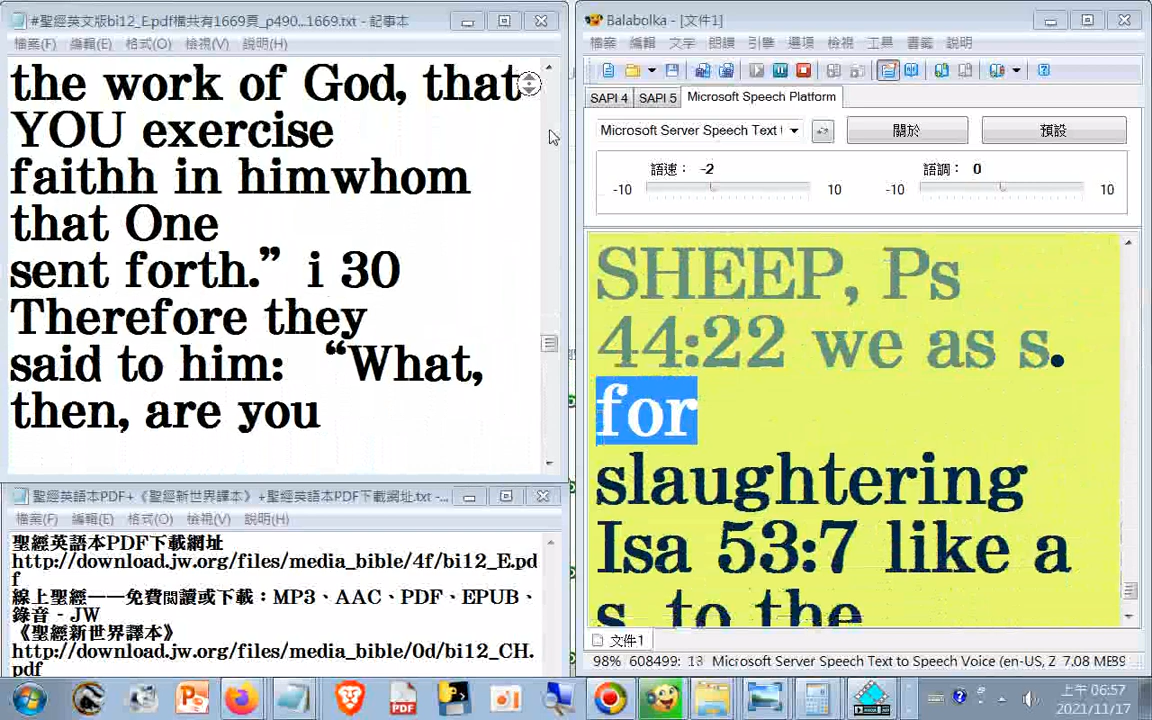 #聖經英文版bi12_E.pdf檔共有1669頁_p490...1669.txt - 記事本
檔案(F) 編輯(E) 格式(O) 檢視(V) 說明(H)
the work of God, that
YOU exercise
faithh in himwhom
that One
sent forth.” i 30
Therefore they
said to him: “What,
then, are you
聖經英語本PDF+《聖經新世界譯本》+聖經英語本PDF下載網址.txt -...
檔案(F) 編輯(E) 格式(O) 檢視(V) 說明(H)
聖經英語本PDF下載網址
http://download.jw.org/files/media_bible/4f/bi12_E.pd
f
線上聖經——免費閱讀或下載：MP3、AAC、PDF、EPUB、
錄音 - JW
《聖經新世界譯本》
http://download.jw.org/files/media_bible/0d/bi12_CH.
pdf
Balabolka - [文件1]
檔案 編輯 文字 朗讀 引擎 選項 檢視 工具 書籤 說明
SAPI 4 SAPI 5 Microsoft Speech Platform
Microsoft Server Speech Text 關於 預設
語速： -2 語調： 0
-10 10 -10 10
SHEEP, Ps
44:22 we as s.
for
slaughtering
Isa 53:7 like a
s. to the
文件1
98% 608499: 13 Microsoft Server Speech Text to Speech Voice (en-US, Z 7.08 MB
上午 06:57
2021/11/17